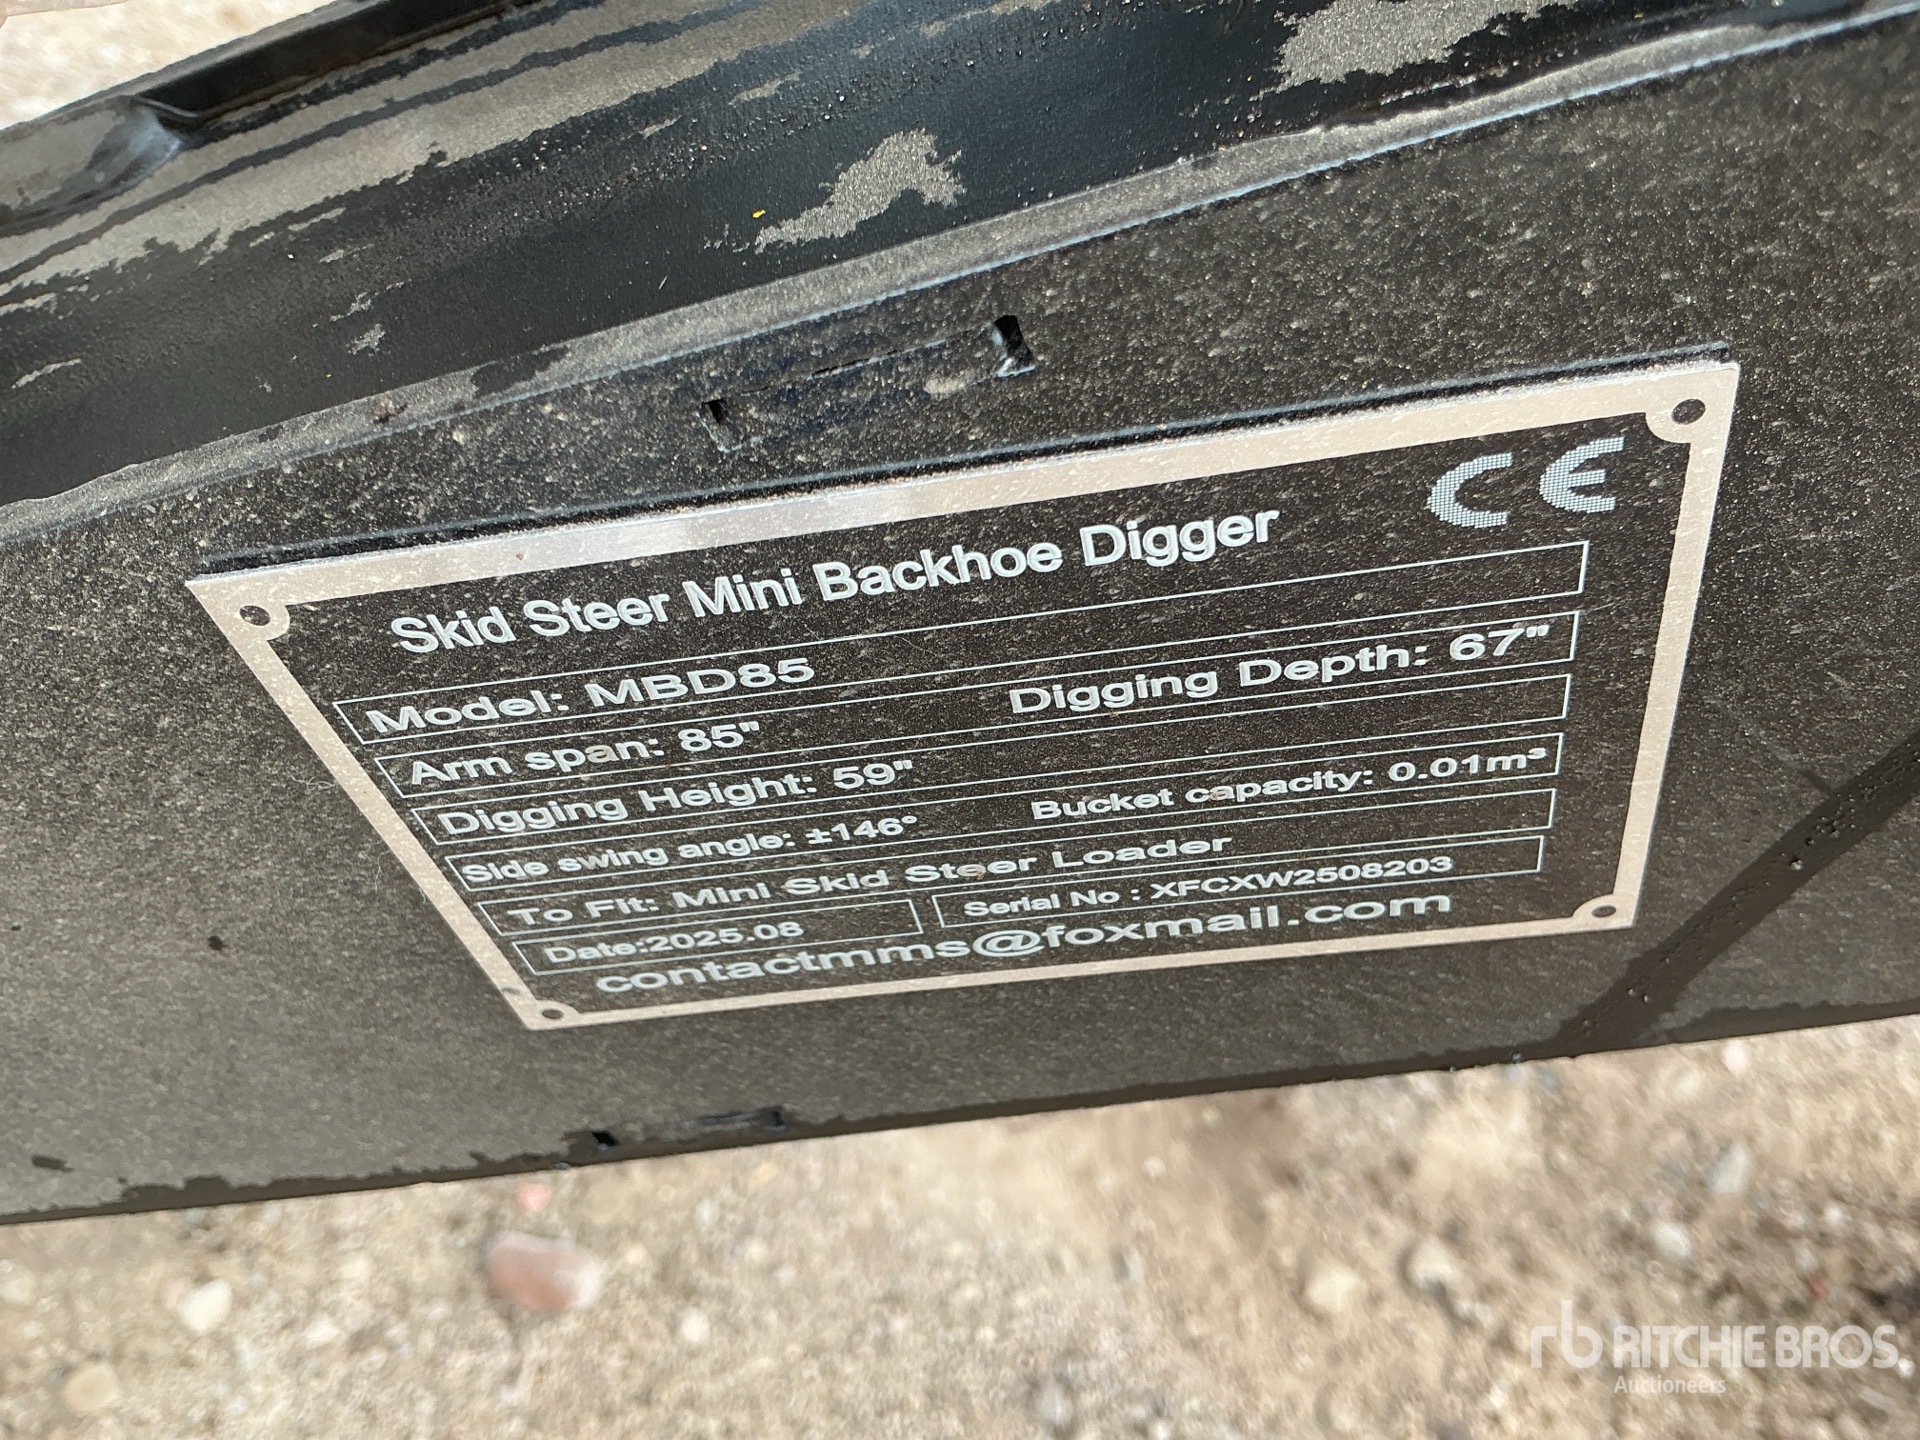 CE
Skid Steer Mini Backhoe Digger
Model: MBD85
Arm span: 85" Digging Depth: 67"
Digging Height: 59"
Side swing angle: ±146° Bucket capacity: 0.01m³
To Fit: Mini Skid Steer Loader
Date:2025.08 Serial No : XFCXW2508203
contactmms@foxmail.com
rb RITCHIE BROS.
Auctioneers